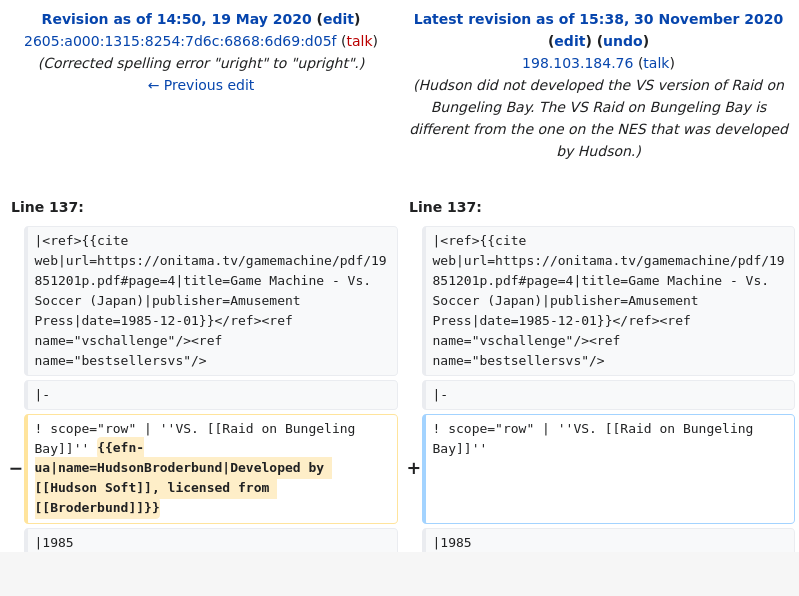 Revision as of 14:50, 19 May 2020 (edit)
2605:a000:1315:8254:7d6c:6868:6d69:d05f (talk)
(Corrected spelling error "uright" to "upright".)
← Previous edit
Latest revision as of 15:38, 30 November 2020
(edit) (undo)
198.103.184.76 (talk)
(Hudson did not developed the VS version of Raid on
Bungeling Bay. The VS Raid on Bungeling Bay is
different from the one on the NES that was developed
by Hudson.)
Line 137:
Line 137:
|<ref>{{cite
web|url=https://onitama.tv/gamemachine/pdf/19
851201p.pdf#page=4|title=Game Machine - Vs.
Soccer (Japan)|publisher=Amusement
Press|date=1985-12-01}}</ref><ref
name="vschallenge"/><ref
name="bestsellersvs"/>
|<ref>{{cite
web|url=https://onitama.tv/gamemachine/pdf/19
851201p.pdf#page=4|title=Game Machine - Vs.
Soccer (Japan)|publisher=Amusement
Press|date=1985-12-01}}</ref><ref
name="vschallenge"/><ref
name="bestsellersvs"/>
|-
|-
−
! scope="row" | ''VS. [[Raid on Bungeling
Bay]]'' {{efn-
ua|name=HudsonBroderbund|Developed by
[[Hudson Soft]], licensed from
[[Broderbund]]}}
+
! scope="row" | ''VS. [[Raid on Bungeling
Bay]]''
|1985
|1985